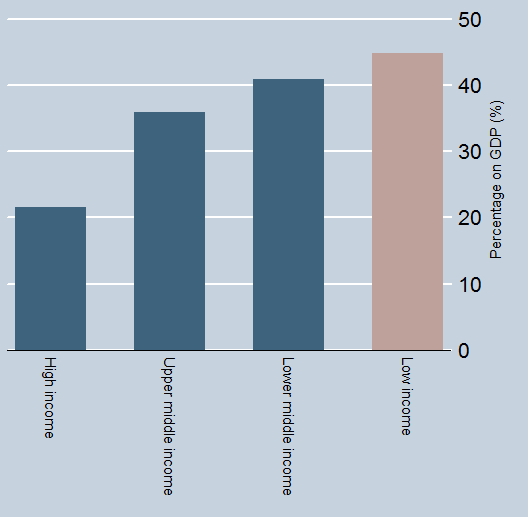 50
40
30
20
10
0
Percentage on GDP (%)
High income
Upper middle income
Lower middle income
Low income